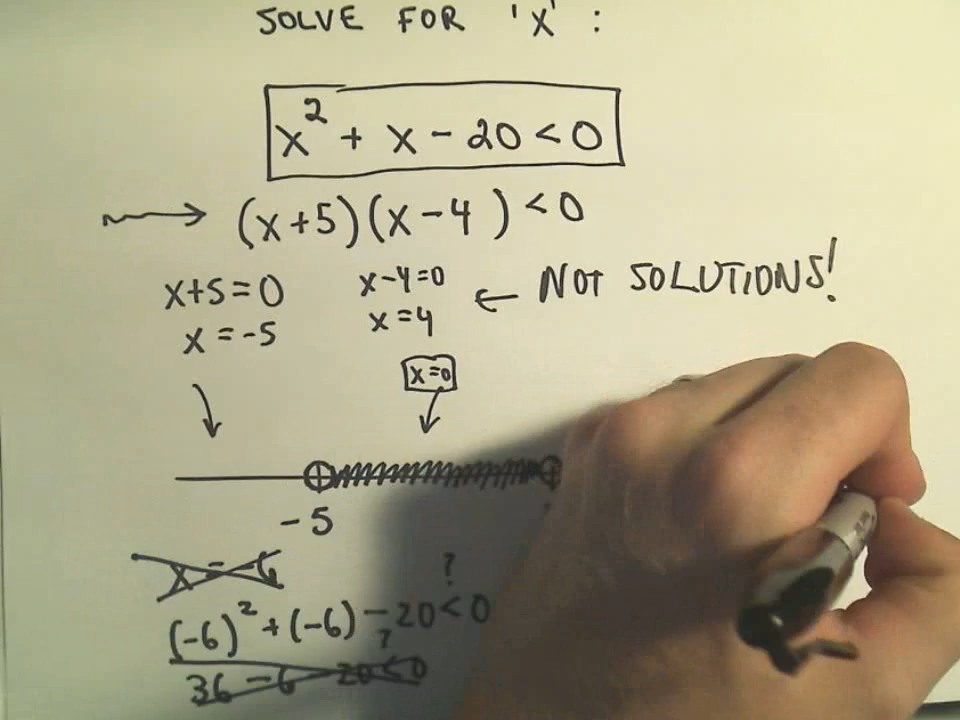 SOLVE FOR 'X' :
x² + x - 20 < 0
(x+5)(x-4) < 0
x+5=0 x-4=0 ← NOT SOLUTIONS!
x=-5 x=4
x=0
-5
x=-6
?
(-6)² + (-6) - 20 < 0
?
36 - 6 - 20 < 0